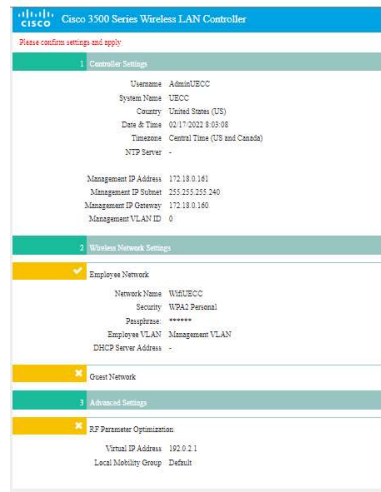 CISCO Cisco 3500 Series Wireless LAN Controller
Please confirm settings and apply
1 Controller Settings
Username AdminUECC
System Name UECC
Country United States (US)
Date & Time 02/17/2022 8:03:08
Timezone Central Time (US and Canada)
NTP Server -
Management IP Address 172.18.0.161
Management IP Subnet 255.255.255.240
Management IP Gateway 172.18.0.160
Management VLAN ID 0
2 Wireless Network Settings
Employee Network
Network Name WifiUECC
Security WPA2 Personal
Passphrase: ******
Employee VLAN Management VLAN
DHCP Server Address -
Guest Network
3 Advanced Settings
RF Parameter Optimization
Virtual IP Address 192.0.2.1
Local Mobility Group Default